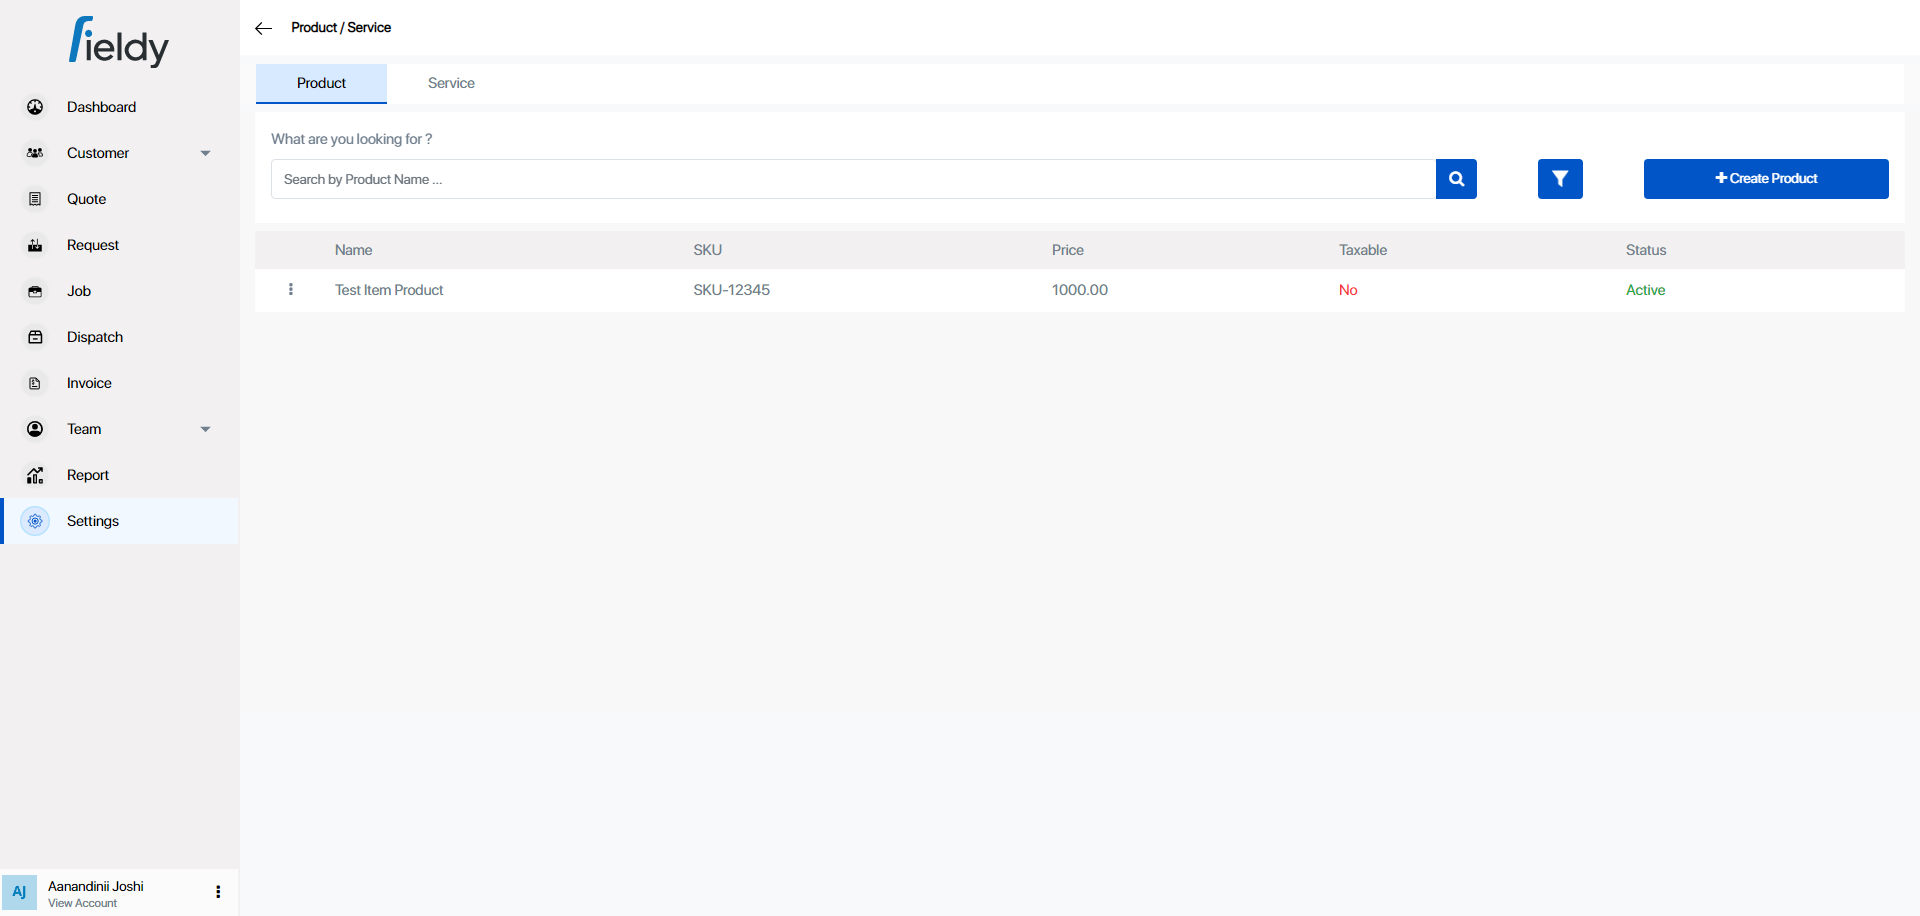 fieldy
Dashboard
Customer
Quote
Request
Job
Dispatch
Invoice
Team
Report
Settings
AJ
Aanandinii Joshi
View Account
Product / Service
Product
Service
What are you looking for ?
Search by Product Name ...
Create Product
Name SKU Price Taxable Status
Test Item Product SKU-12345 1000.00 No Active